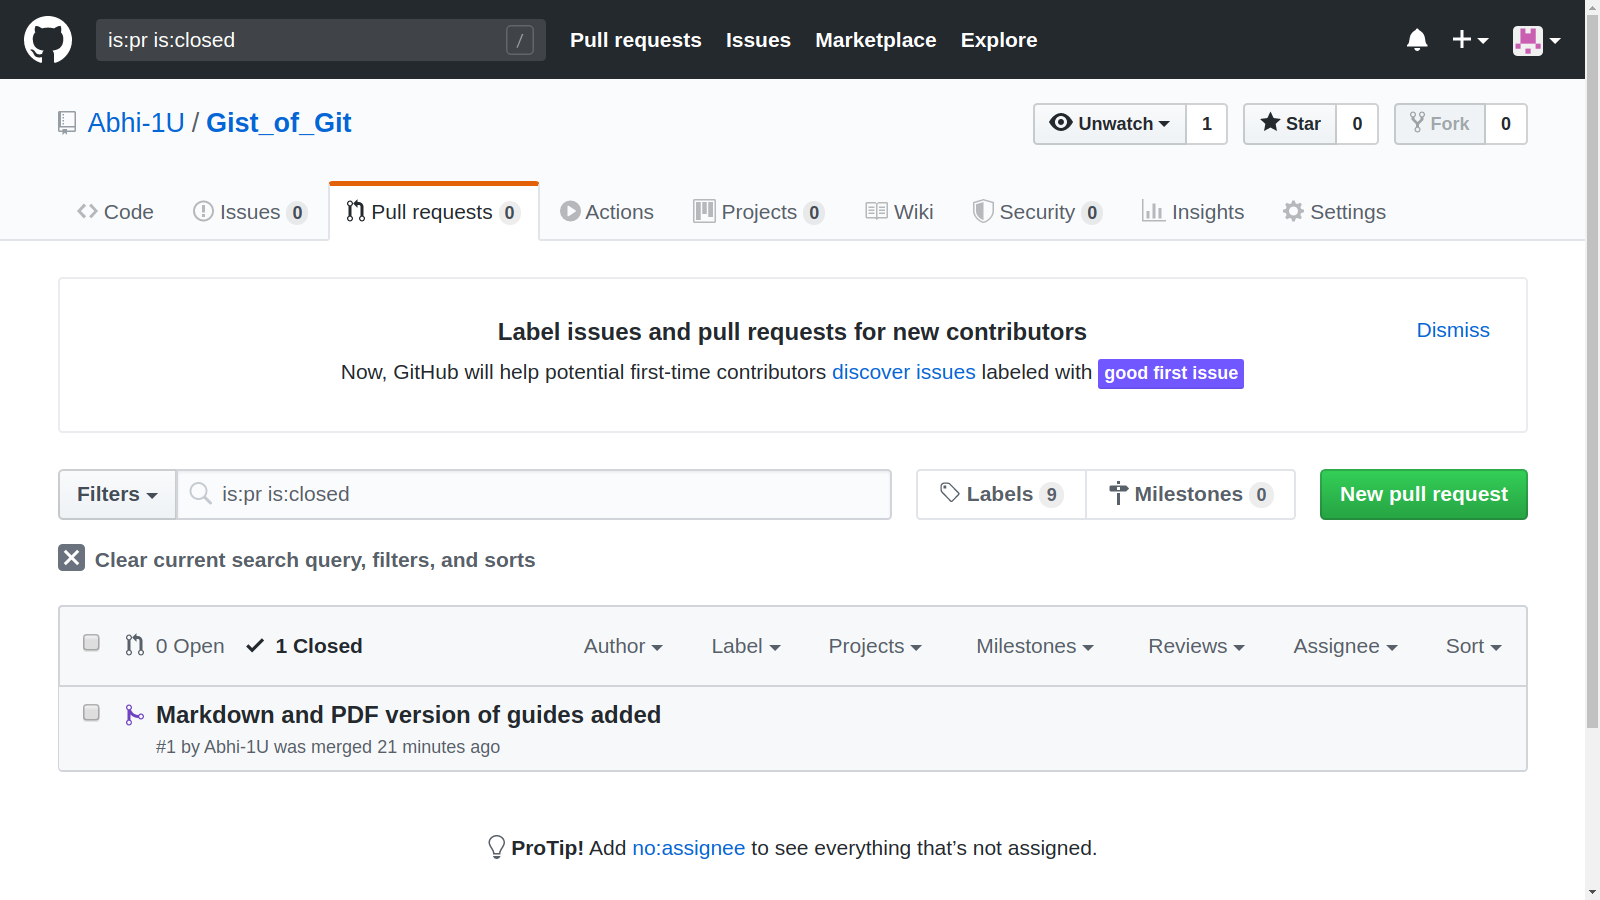 is:pr is:closed / Pull requests Issues Marketplace Explore
Abhi-1U / Gist_of_Git Unwatch 1 Star 0 Fork 0
Code Issues 0 Pull requests 0 Actions Projects 0 Wiki Security 0 Insights Settings
Label issues and pull requests for new contributors Dismiss
Now, GitHub will help potential first-time contributors discover issues labeled with good first issue
Filters is:pr is:closed Labels 9 Milestones 0 New pull request
Clear current search query, filters, and sorts
0 Open 1 Closed Author Label Projects Milestones Reviews Assignee Sort
Markdown and PDF version of guides added
#1 by Abhi-1U was merged 21 minutes ago
ProTip! Add no:assignee to see everything that’s not assigned.